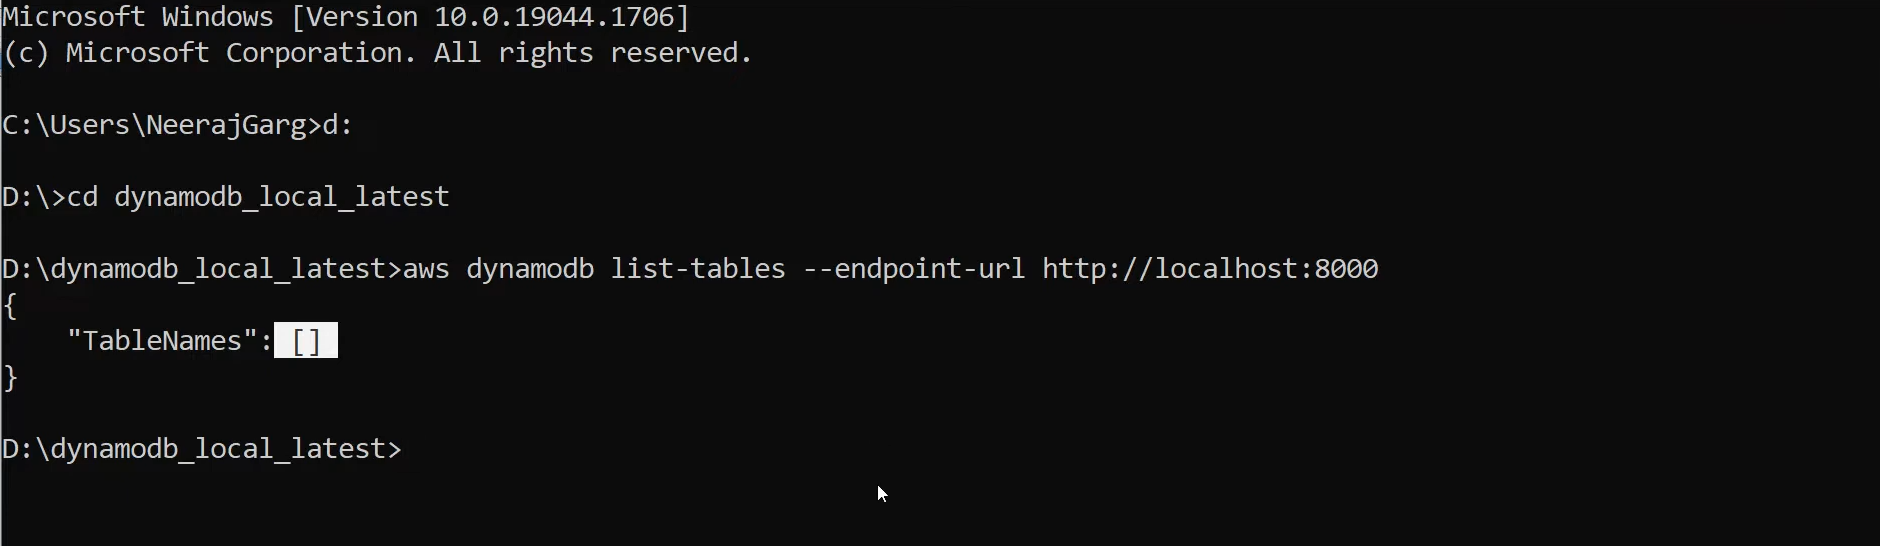 Microsoft Windows [Version 10.0.19044.1706]
(c) Microsoft Corporation. All rights reserved.
C:\Users\NeerajGarg>d:
D:\>cd dynamodb_local_latest
D:\dynamodb_local_latest>aws dynamodb list-tables --endpoint-url http://localhost:8000
{
    "TableNames": []
}
D:\dynamodb_local_latest>